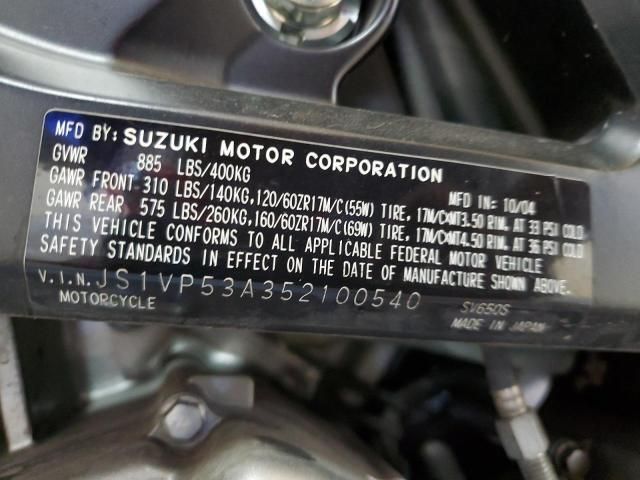 MFD BY: SUZUKI MOTOR CORPORATION
GVWR 885 LBS/400KG MFD IN: 10/04
GAWR FRONT 310 LBS/140KG,120/60ZR17M/C(55W) TIRE, 17M/C×MT3.50 RIM, AT 33 PSI COLD
GAWR REAR 575 LBS/260KG,160/60ZR17M/C(69W) TIRE, 17M/C×MT4.50 RIM, AT 36 PSI COLD
THIS VEHICLE CONFORMS TO ALL APPLICABLE FEDERAL MOTOR VEHICLE
SAFETY STANDARDS IN EFFECT ON THE DATE OF MANUFACTURE SHOWN ABOVE.
V.I.N. JS1VP53A352100540 SV650S
MOTORCYCLE MADE IN JAPAN